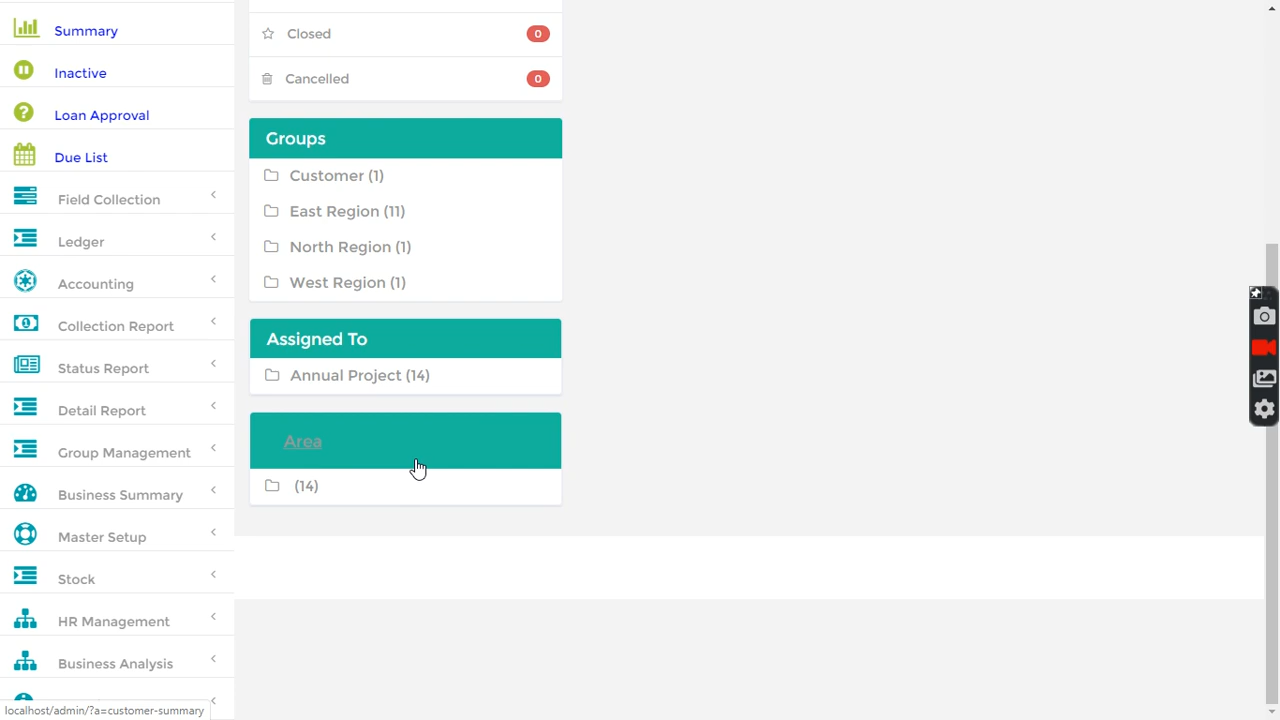 Summary
Inactive
Loan Approval
Due List
Field Collection
Ledger
Accounting
Collection Report
Status Report
Detail Report
Group Management
Business Summary
Master Setup
Stock
HR Management
Business Analysis
Closed 0
Cancelled 0
Groups
Customer (1)
East Region (11)
North Region (1)
West Region (1)
Assigned To
Annual Project (14)
Area
(14)
localhost/admin/?a=customer-summary